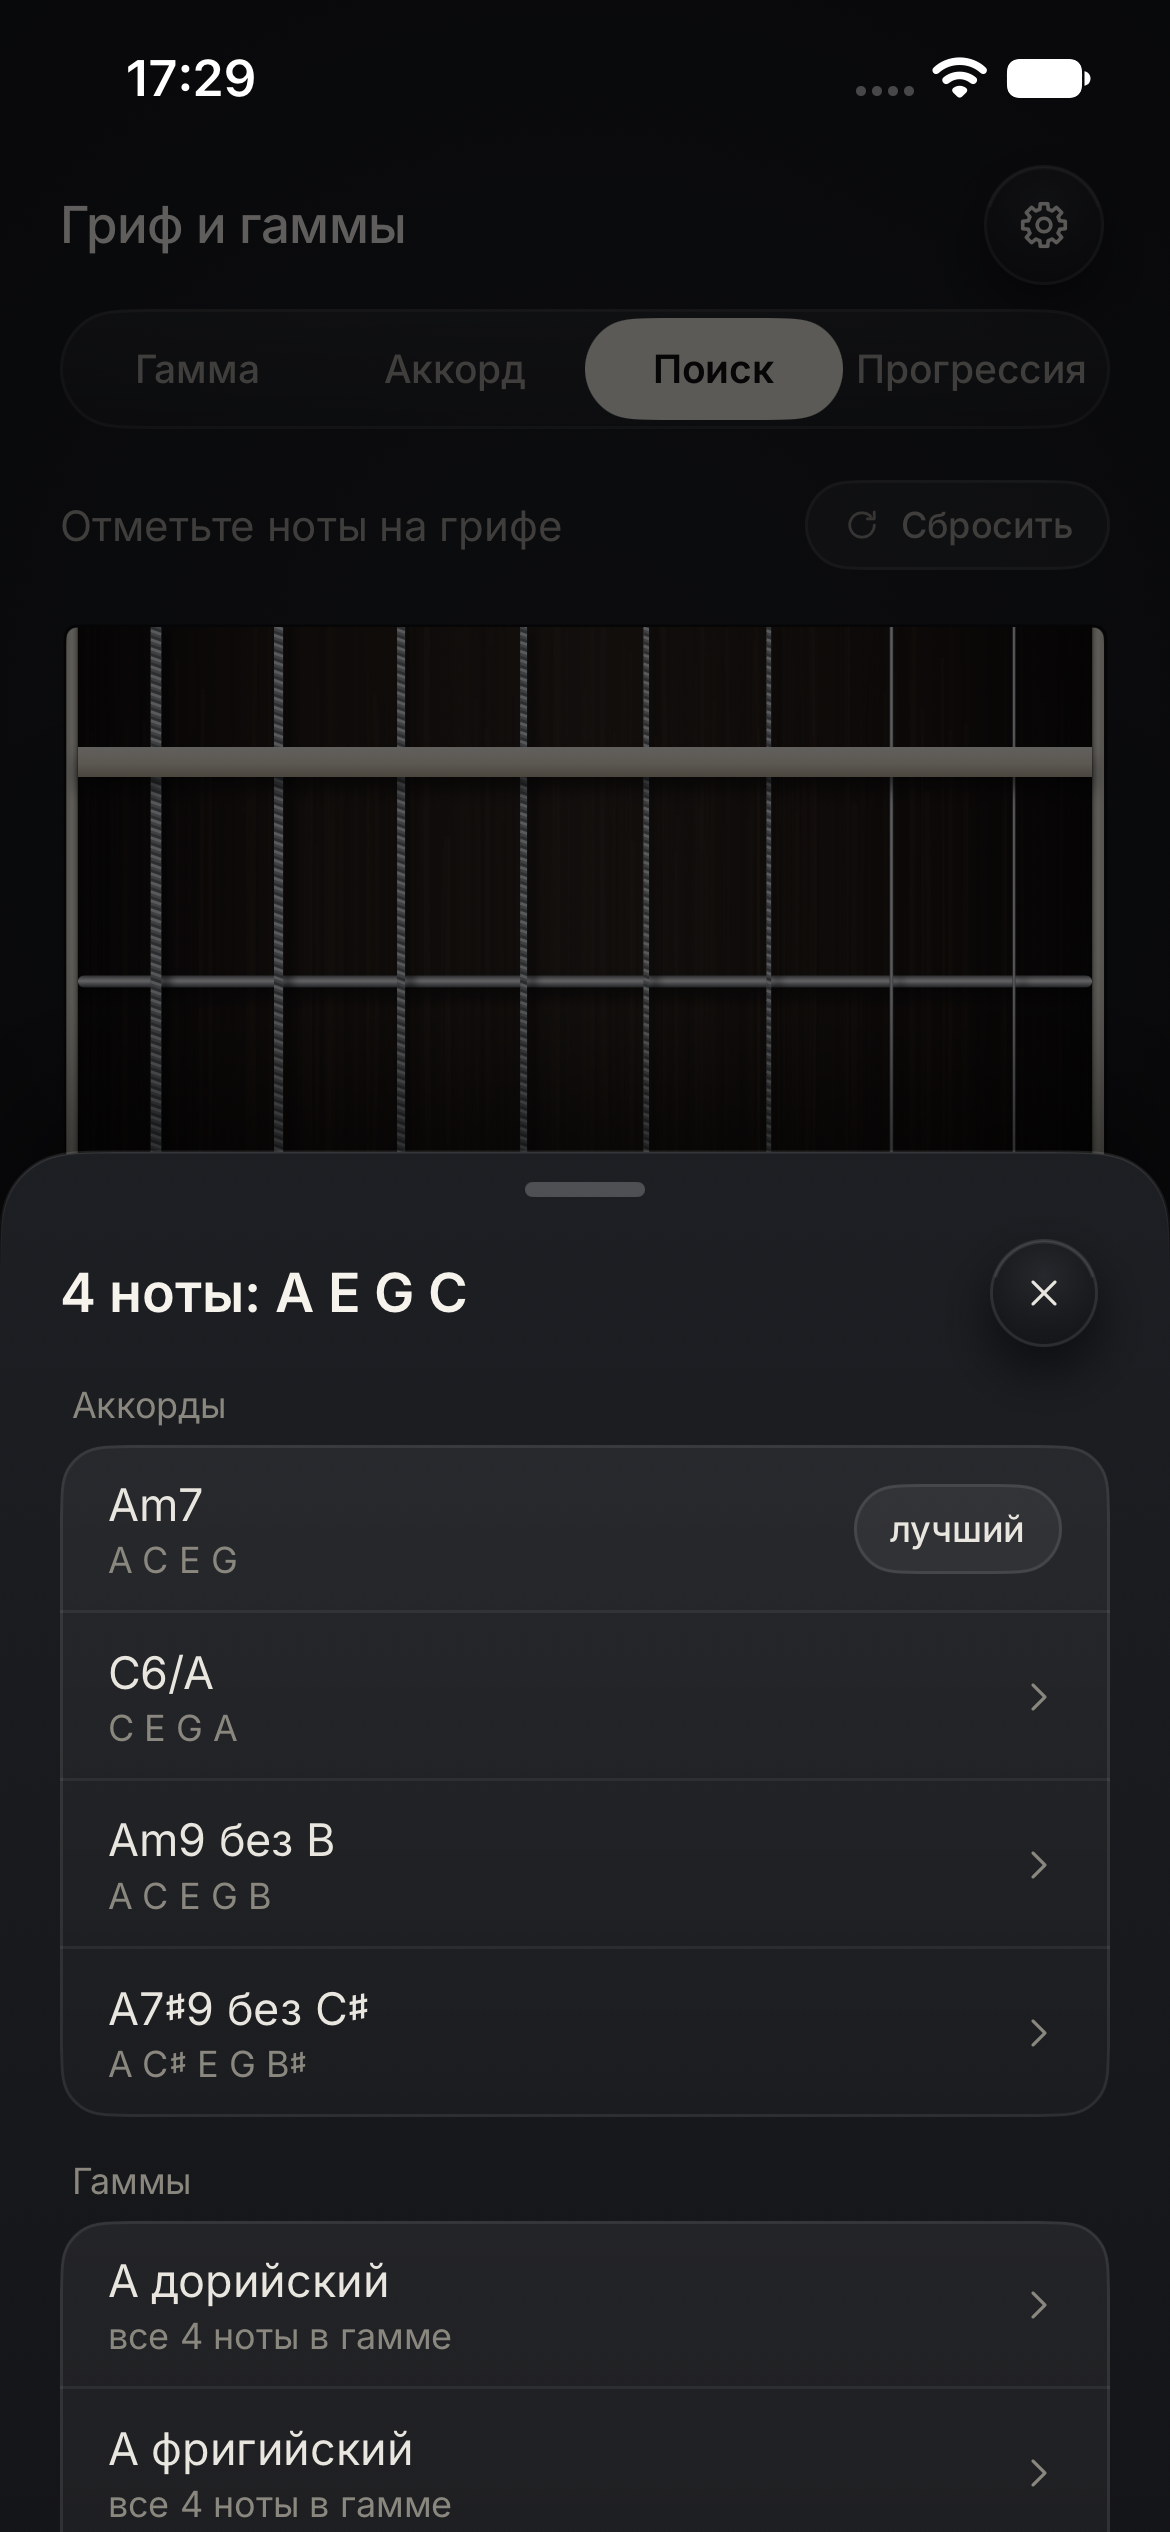 17:29
Гриф и гаммы
Гамма Аккорд Поиск Прогрессия
Отметьте ноты на грифе Сбросить
4 ноты: A E G C
Аккорды
Am7
A C E G
лучший
C6/A
C E G A
Am9 без B
A C E G B
A7♯9 без C♯
A C♯ E G B♯
Гаммы
A дорийский
все 4 ноты в гамме
A фригийский
все 4 ноты в гамме